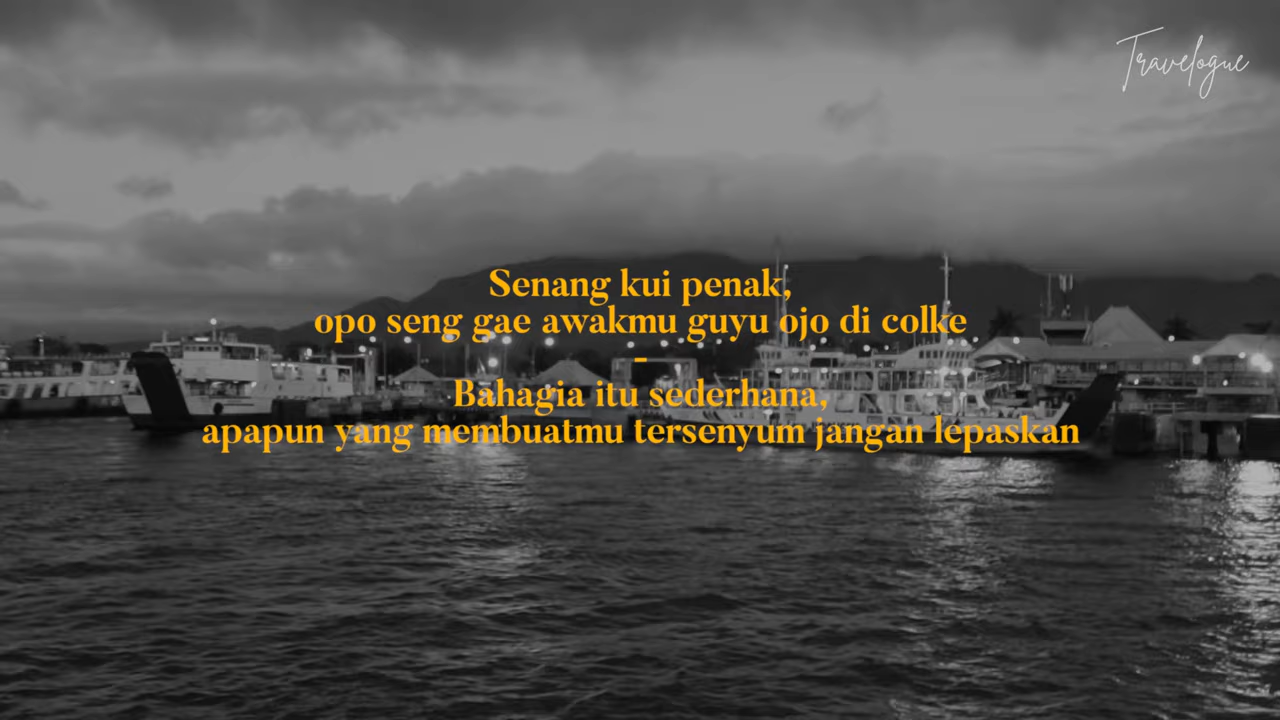 Travelogue
Senang kui penak,
opo seng gae awakmu guyu ojo di colke
-
Bahagia itu sederhana,
apapun yang membuatmu tersenyum jangan lepaskan